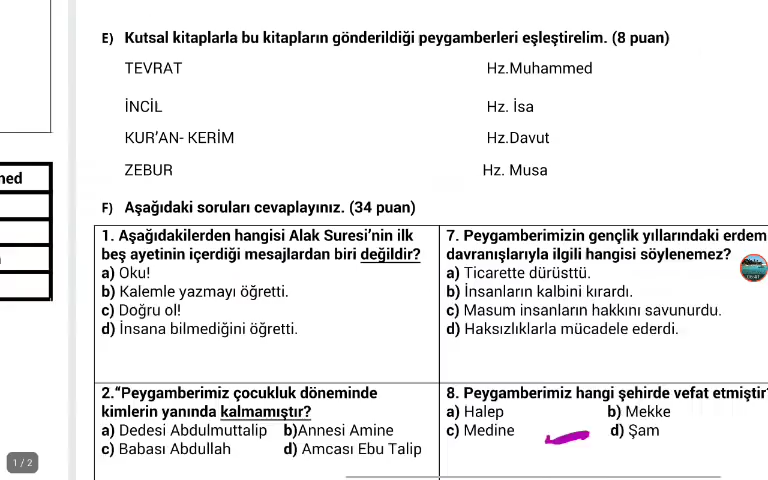 E) Kutsal kitaplarla bu kitapların gönderildiği peygamberleri eşleştirelim. (8 puan)
TEVRAT Hz.Muhammed
İNCİL Hz. İsa
KUR’AN- KERİM Hz.Davut
ZEBUR Hz. Musa
F) Aşağıdaki soruları cevaplayınız. (34 puan)
1. Aşağıdakilerden hangisi Alak Suresi’nin ilk
beş ayetinin içerdiği mesajlardan biri değildir?
a) Oku!
b) Kalemle yazmayı öğretti.
c) Doğru ol!
d) İnsana bilmediğini öğretti.
7. Peygamberimizin gençlik yıllarındaki erdem
davranışlarıyla ilgili hangisi söylenemez?
a) Ticarette dürüsttü.
b) İnsanların kalbini kırardı.
c) Masum insanların hakkını savunurdu.
d) Haksızlıklarla mücadele ederdi.
2.“Peygamberimiz çocukluk döneminde
kimlerin yanında kalmamıştır?
a) Dedesi Abdulmuttalip b)Annesi Amine
c) Babası Abdullah d) Amcası Ebu Talip
8. Peygamberimiz hangi şehirde vefat etmiştir
a) Halep b) Mekke
c) Medine d) Şam
1 / 2